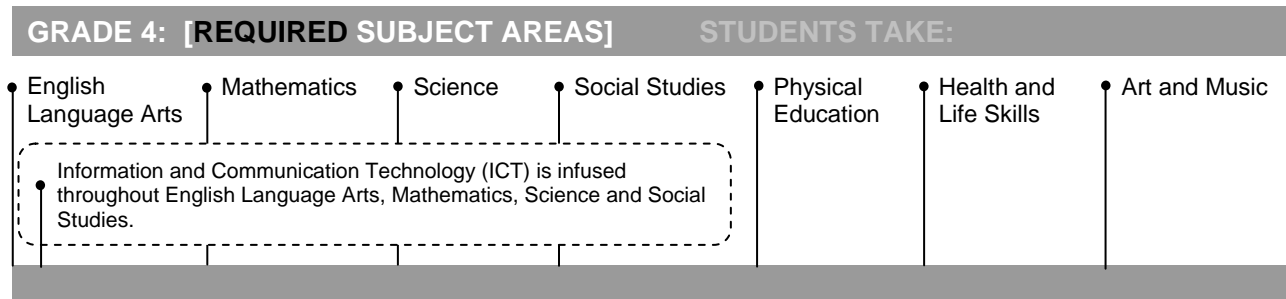 GRADE 4: [REQUIRED SUBJECT AREAS] STUDENTS TAKE:
English
Language Arts
Mathematics
Science
Social Studies
Physical
Education
Health and
Life Skills
Art and Music
Information and Communication Technology (ICT) is infused
throughout English Language Arts, Mathematics, Science and Social
Studies.